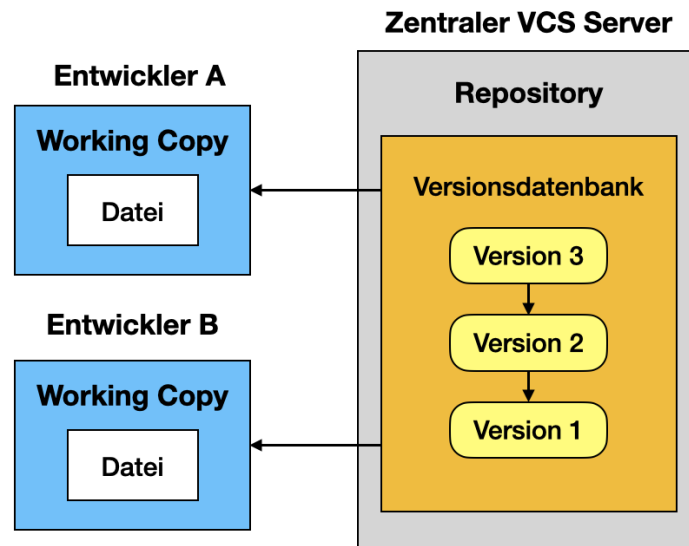 Zentraler VCS Server
Entwickler A
Repository
Working Copy
Versionsdatenbank
Datei
Version 3
Entwickler B
Version 2
Working Copy
Version 1
Datei